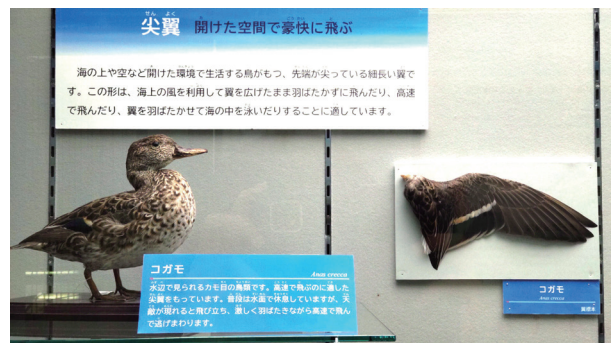 せん よく
尖翼 開けた空間で豪快に飛ぶ
海の上や空など開けた環境で生活する鳥がもつ、先端が尖っている細長い翼で
す。この形は、海上の風を利用して翼を広げたまま羽ばたかずに飛んだり、高速
で飛んだり、翼を羽ばたかせて海の中を泳いだりすることに適しています。
コガモ
Anas crecca
水辺で見られるカモ目の鳥類です。高速で飛ぶのに適した
尖翼をもっています。普段は水面で休息していますが、天
敵が現れると飛び立ち、激しく羽ばたきながら高速で飛ん
で逃げまわります。
コガモ
Anas crecca